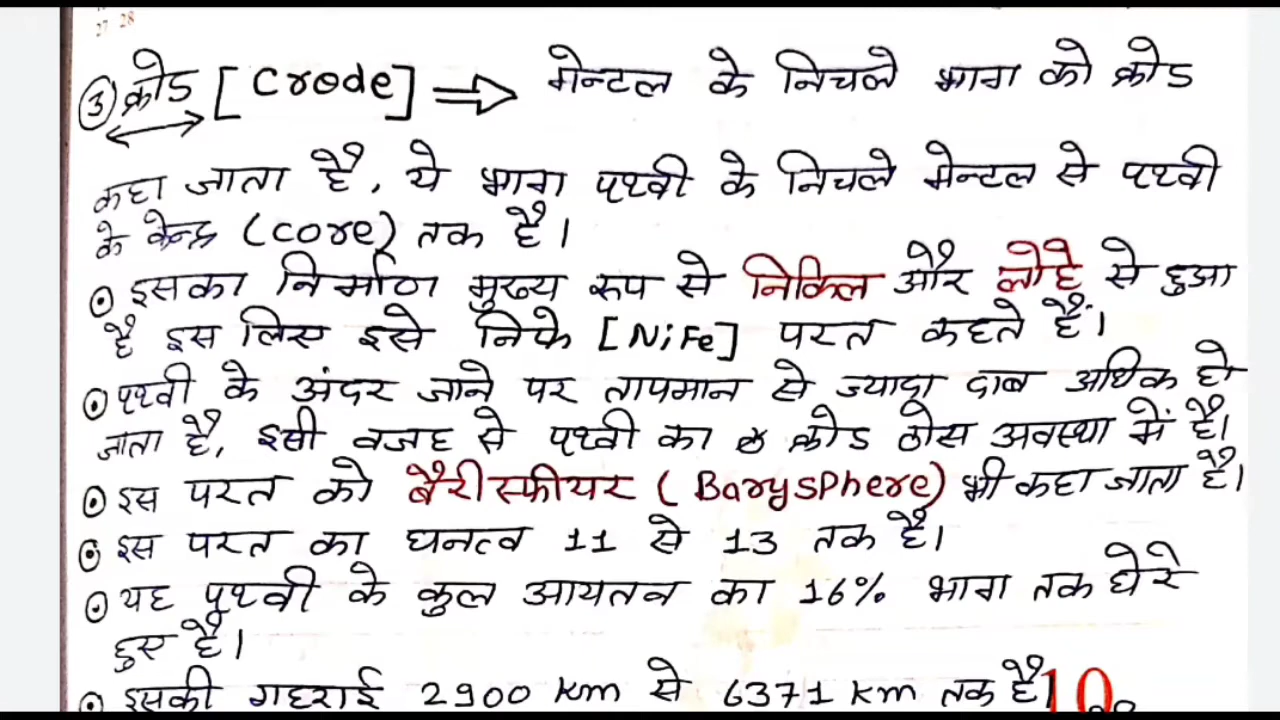 27 28
③ क्रोड [Crode] ⇒ मेन्टल के निचले भाग को क्रोड
कहा जाता है, ये भाग पृथ्वी के निचले मेन्टल से पृथ्वी
के केन्द्र (core) तक है।
⊙ इसका निर्माण मुख्य रूप से निकिल और लोहे से हुआ
है इस लिए इसे निफे [NiFe] परत कहते हैं।
⊙ पृथ्वी के अंदर जाने पर तापमान से ज्यादा दाब अधिक हो
जाता है, इसी वजह से पृथ्वी का क्रोड ठोस अवस्था में है।
⊙ इस परत को बैरीस्फीयर (Barysphere) भी कहा जाता है।
⊙ इस परत का घनत्व 11 से 13 तक है।
⊙ यह पृथ्वी के कुल आयतन का 16% भाग तक घेरे
हुए है।
⊙ इसकी गहराई 2900 km से 6371 km तक है।